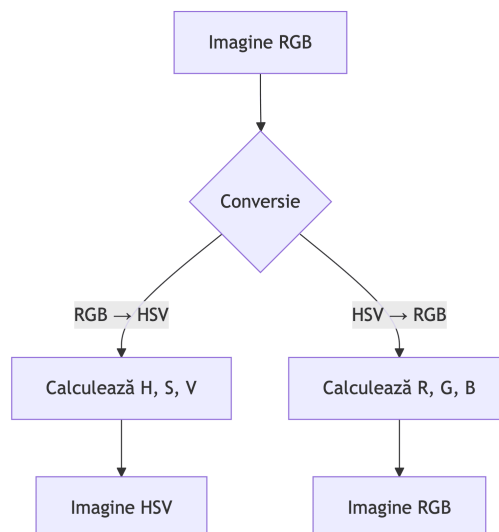 Imagine RGB
Conversie
RGB → HSV
HSV → RGB
Calculează H, S, V
Calculează R, G, B
Imagine HSV
Imagine RGB